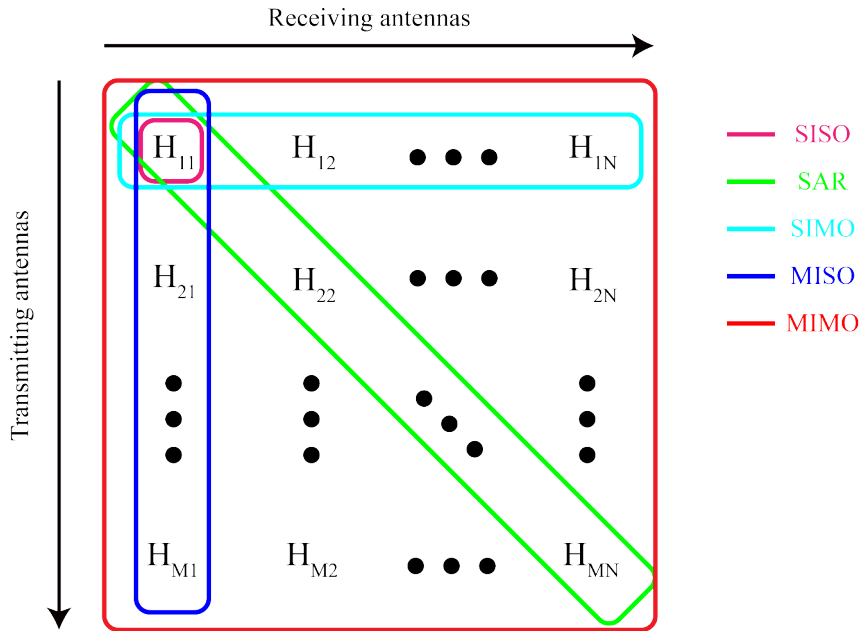 Receiving antennas
Transmitting antennas
H11 H12 ••• H1N
H21 H22 ••• H2N
HM1 HM2 ••• HMN
SISO
SAR
SIMO
MISO
MIMO